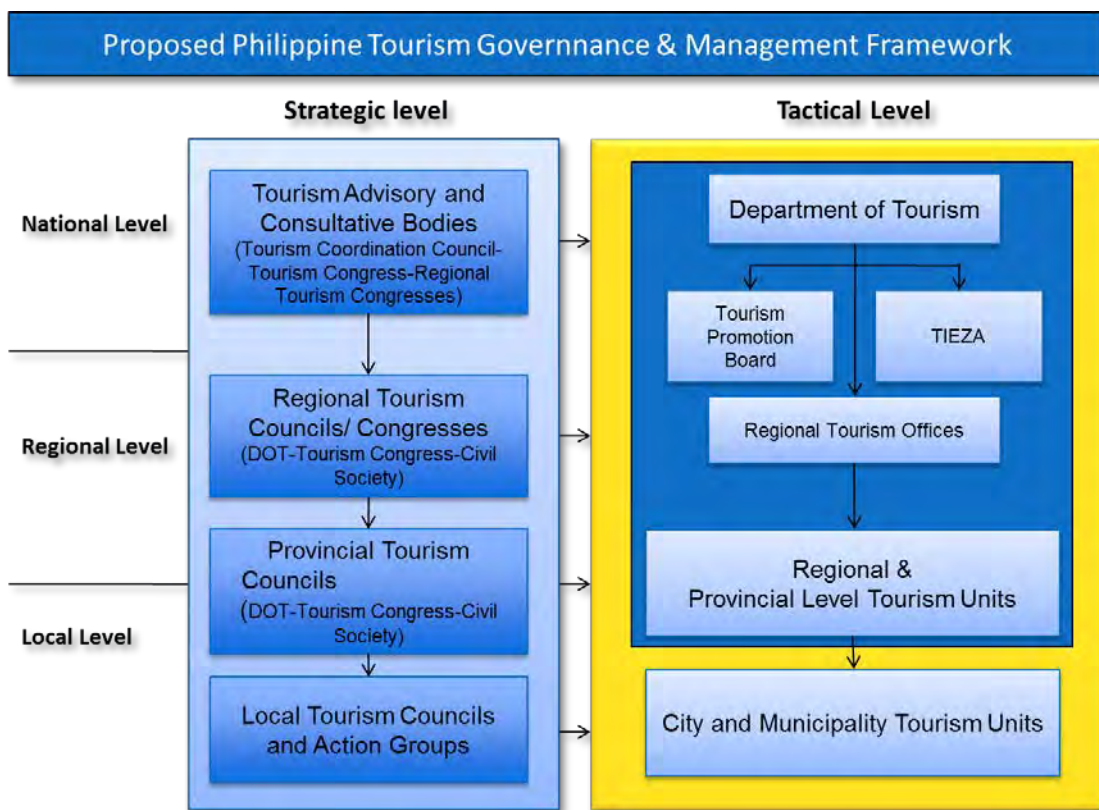 Proposed Philippine Tourism Governnance & Management Framework
Strategic level
Tactical Level
National Level
Tourism Advisory and
Consultative Bodies
(Tourism Coordination Council-
Tourism Congress-Regional
Tourism Congresses)
Department of Tourism
Tourism
Promotion
Board
TIEZA
Regional Level
Regional Tourism
Councils/ Congresses
(DOT-Tourism Congress-Civil
Society)
Regional Tourism Offices
Provincial Tourism
Councils
(DOT-Tourism Congress-Civil
Society)
Regional &
Provincial Level Tourism Units
Local Level
Local Tourism Councils
and Action Groups
City and Municipality Tourism Units